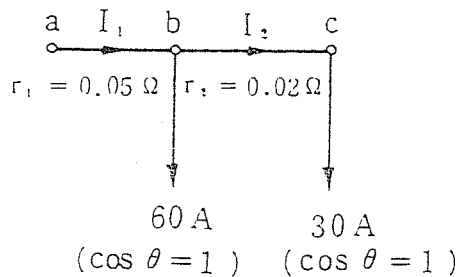 I₁ I₂
a b c
r₁ = 0.05 Ω r₂ = 0.02 Ω
60 A 30 A
(cos θ = 1) (cos θ = 1)